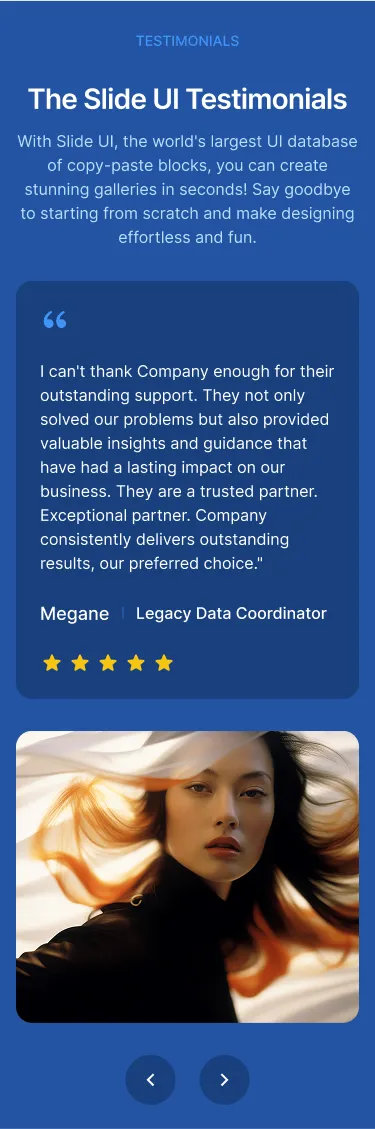 TESTIMONIALS
The Slide UI Testimonials
With Slide UI, the world's largest UI database
of copy-paste blocks, you can create
stunning galleries in seconds! Say goodbye
to starting from scratch and make designing
effortless and fun.
“
I can't thank Company enough for their
outstanding support. They not only
solved our problems but also provided
valuable insights and guidance that
have had a lasting impact on our
business. They are a trusted partner.
Exceptional partner. Company
consistently delivers outstanding
results, our preferred choice."
Megane | Legacy Data Coordinator